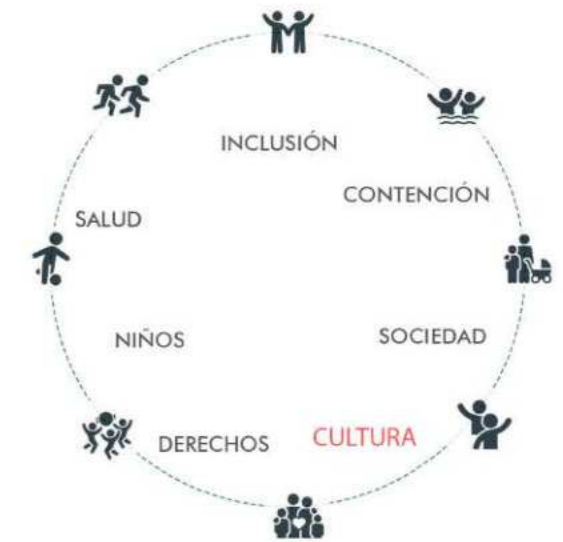 INCLUSIÓN
CONTENCIÓN
SALUD
SOCIEDAD
NIÑOS
CULTURA
DERECHOS